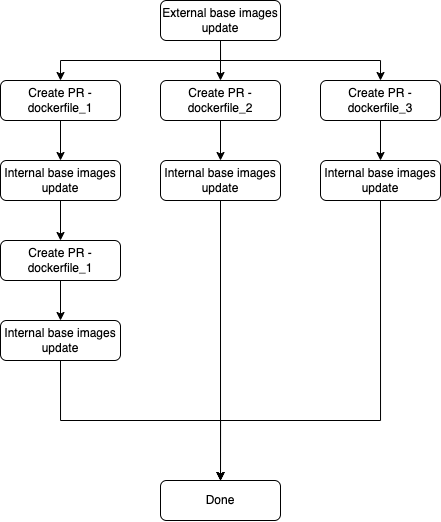 External base images
update
Create PR -
dockerfile_1
Create PR -
dockerfile_2
Create PR -
dockerfile_3
Internal base images
update
Internal base images
update
Internal base images
update
Create PR -
dockerfile_1
Internal base images
update
Done